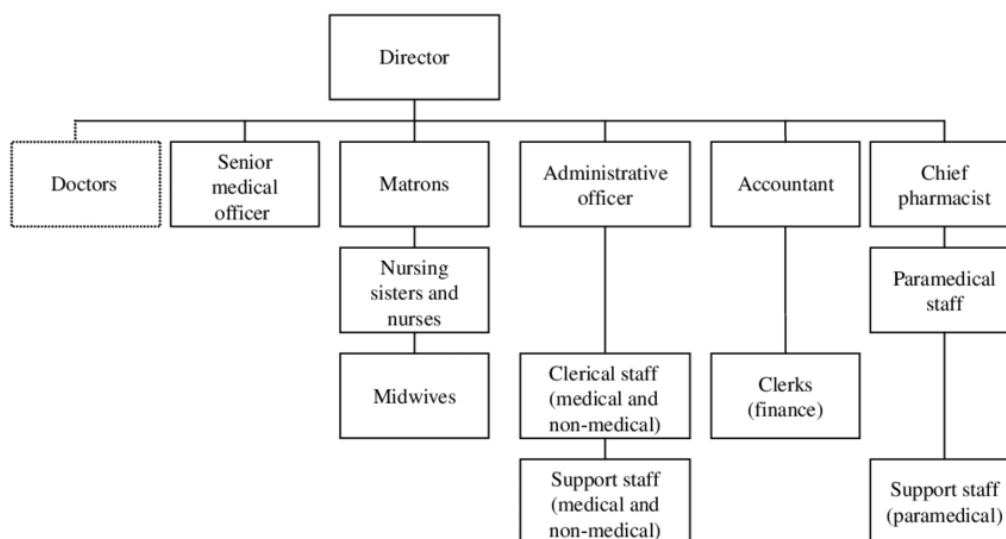 Director
Doctors
Senior
medical
officer
Matrons
Administrative
officer
Accountant
Chief
pharmacist
Nursing
sisters and
nurses
Paramedical
staff
Midwives
Clerical staff
(medical and
non-medical)
Clerks
(finance)
Support staff
(medical and
non-medical)
Support staff
(paramedical)